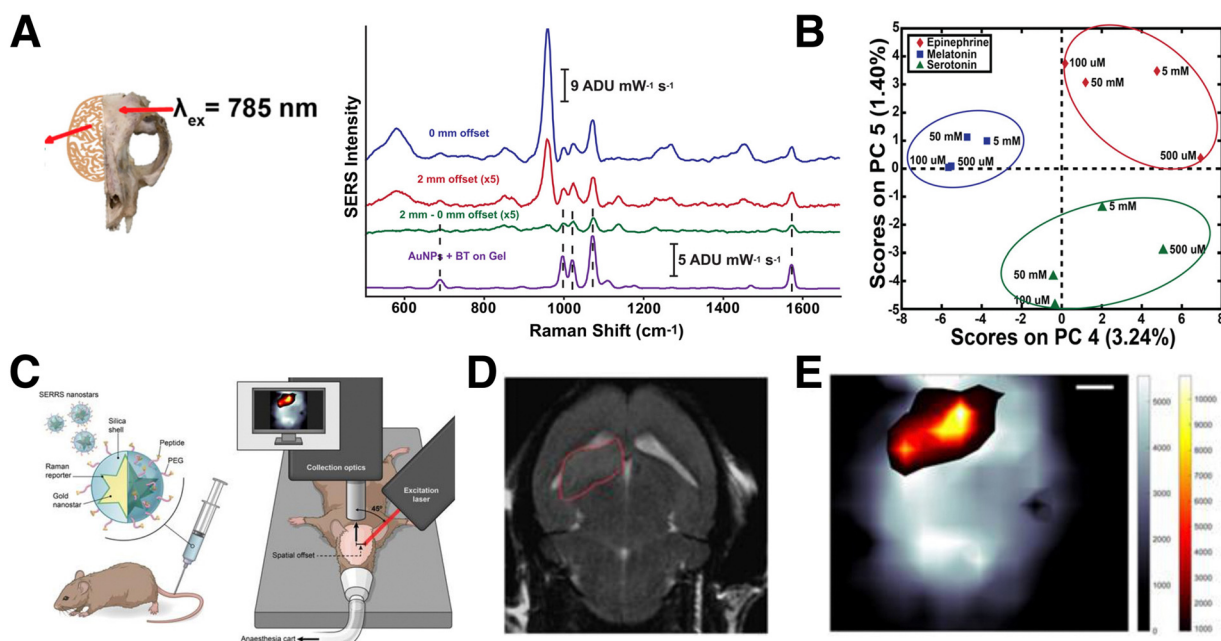 A
λex = 785 nm
SERS Intensity
9 ADU mW-1 s-1
0 mm offset
2 mm offset (x5)
2 mm - 0 mm offset (x5)
AuNPs + BT on Gel
5 ADU mW-1 s-1
600
800
1000
1200
1400
1600
Raman Shift (cm-1)
B
Epinephrine
Melatonin
Serotonin
Scores on PC 5 (1.40%)
5
4
3
2
1
0
-1
-2
-3
-4
-5
100 uM
50 mM
5 mM
500 uM
50 mM
5 mM
100 uM
500 uM
5 mM
500 uM
50 mM
100 uM
-8
-6
-4
-2
0
2
4
6
8
Scores on PC 4 (3.24%)
C
SERRS nanostars
Silica
shell
Peptide
PEG
Raman
reporter
Gold
nanostar
Collection optics
Excitation
laser
45°
Spatial offset
Anaesthesia cart
D
E
5000
4000
3000
2000
1000
0
10000
9000
8000
7000
6000
5000
4000
3000
2000
1000